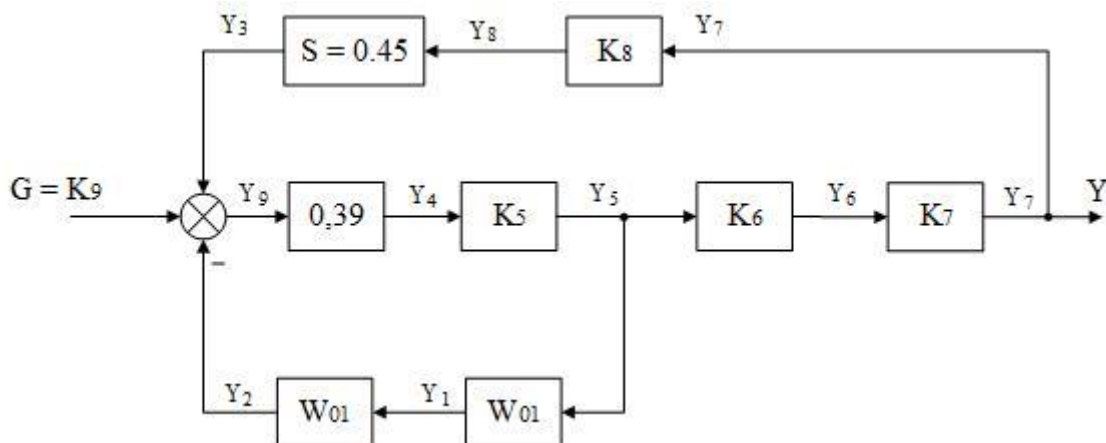 Y3 S = 0.45 Y8 K8 Y7
G = K9 Y9 0,39 Y4 K5 Y5 K6 Y6 K7 Y7 Y
–
Y2 W01 Y1 W01